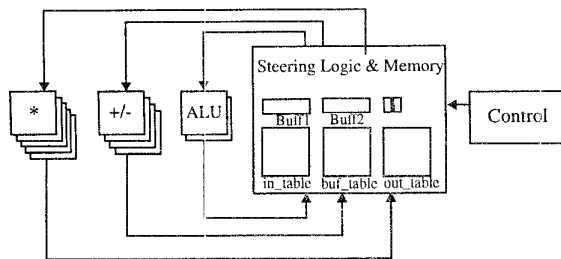 Steering Logic & Memory
*
+/-
ALU
Buff1
Buff2
Control
in_table
buf_table
out_table